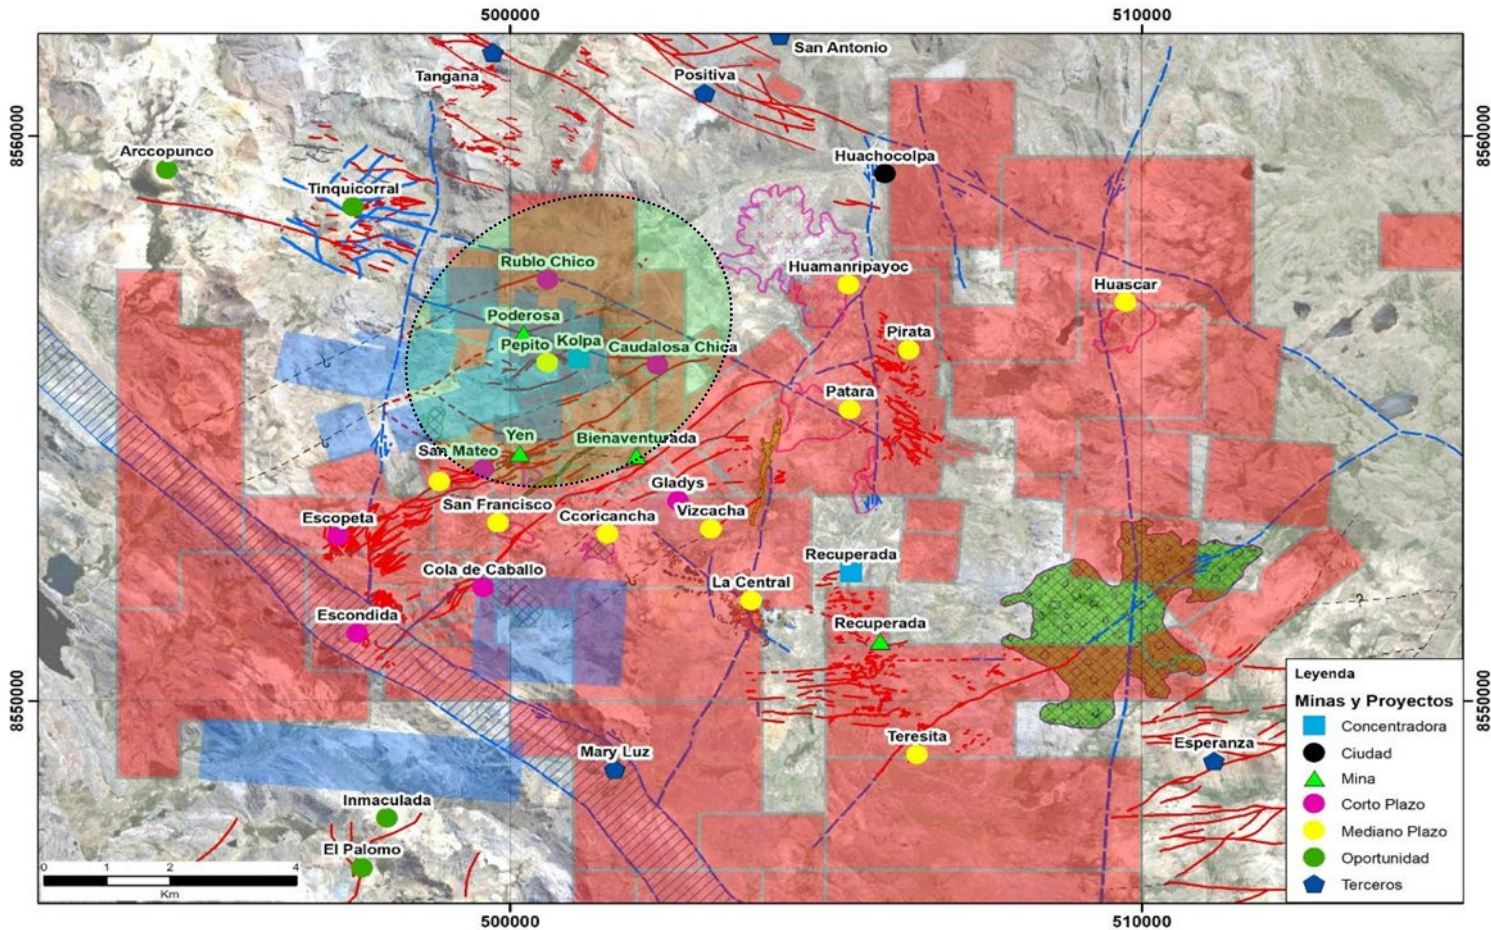 500000
510000
San Antonio
Tangana
Positiva
8560000
8560000
Arccopunco
Huachocolpa
Tinquicorral
Rublo Chico
Huamanripayoc
Huascar
Poderosa
Pirata
Pepito
Kolpa
Caudalosa Chica
Patara
Yen
Bienaventurada
San Mateo
Gladys
San Francisco
Ccoricancha
Vizcacha
Escopeta
Recuperada
Cola de Caballo
La Central
?
Escondida
Recuperada
8550000
8550000
Teresita
Esperanza
Mary Luz
Inmaculada
El Palomo
0 1 2 4
Km
Leyenda
Minas y Proyectos
Concentradora
Ciudad
Mina
Corto Plazo
Mediano Plazo
Oportunidad
Terceros
500000
510000